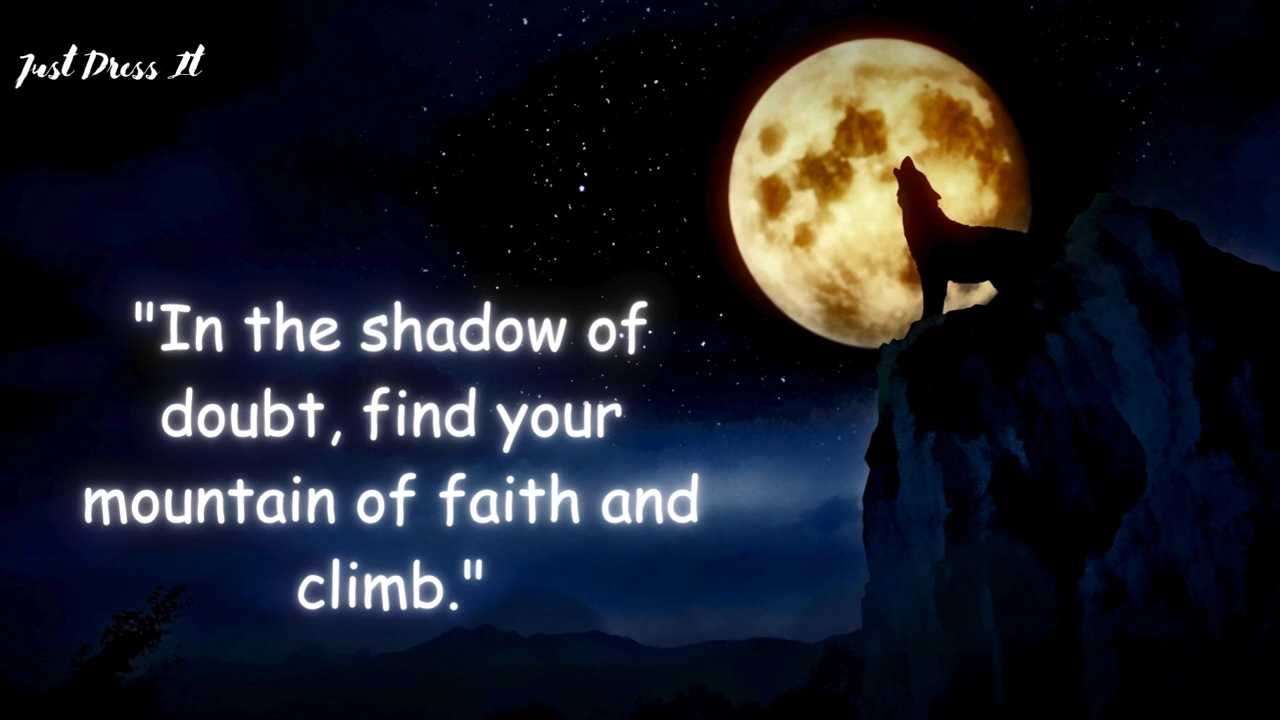 Just Dress It
"In the shadow of
doubt, find your
mountain of faith and
climb."